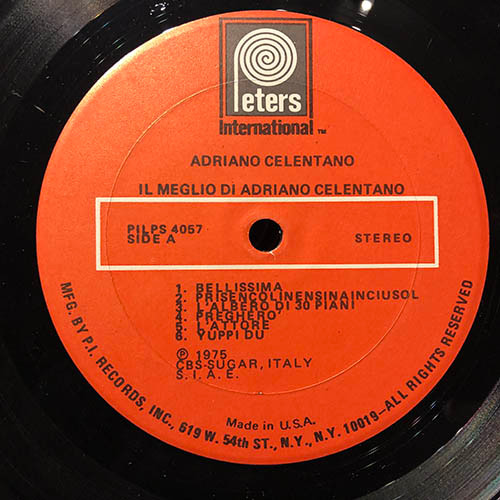 Peters
International™
ADRIANO CELENTANO
IL MEGLIO Di ADRIANO CELENTANO
PILPS 4057
SIDE A
STEREO
1. BELLISSIMA
2. PRISENCOLINENSINAINCIUSOL
3. L'ALBERO DI 30 PIANI
4. PREGHERO'
5. L'ATTORE
6. YUPPI DU
℗ 1975
CBS-SUGAR, ITALY
S. I. A. E.
Made in U.S.A.
MFG. BY P.I. RECORDS, INC., 619 W. 54th ST., N.Y., N.Y. 10019–ALL RIGHTS RESERVED